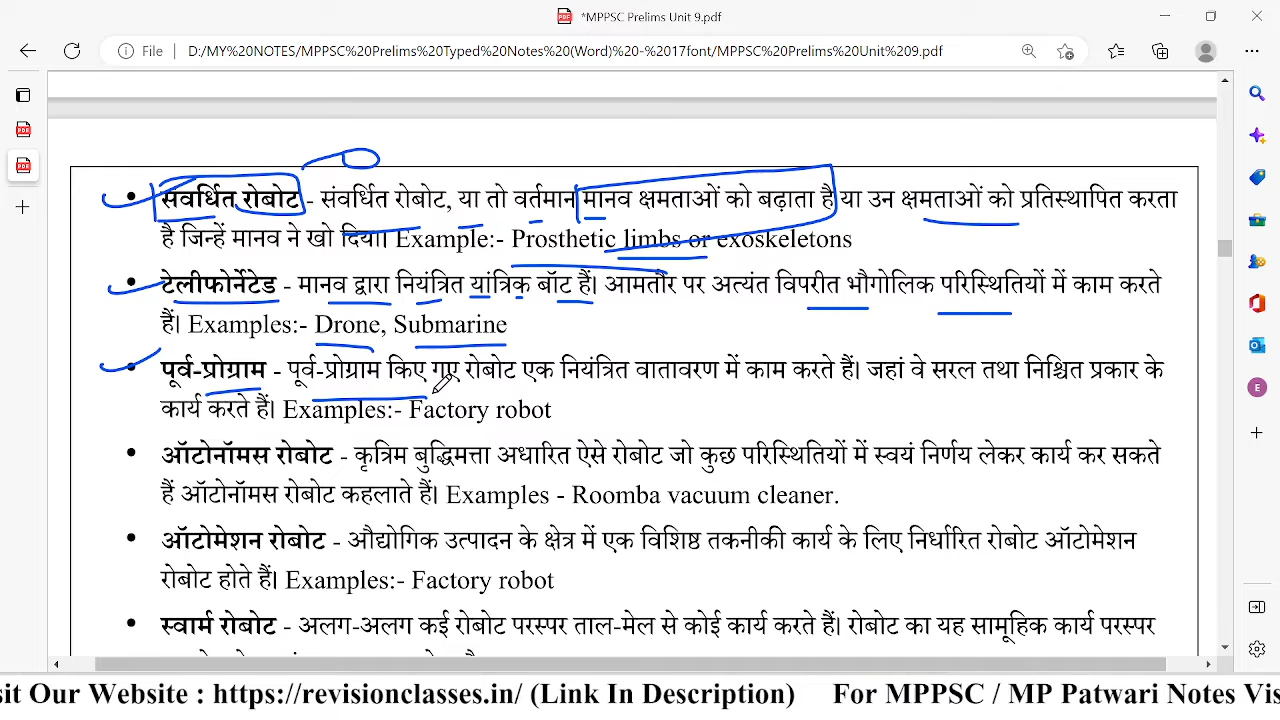 *MPPSC Prelims Unit 9.pdf
File | D:/MY%20NOTES/MPPSC%20Prelims%20Typed%20Notes%20(Word)%20-%2017font/MPPSC%20Prelims%20Unit%209.pdf
संवर्धित रोबोट - संवर्धित रोबोट, या तो वर्तमान मानव क्षमताओं को बढ़ाता है या उन क्षमताओं को प्रतिस्थापित करता
है जिन्हें मानव ने खो दिया। Example:- Prosthetic limbs or exoskeletons
टेलीफोर्नेटेड - मानव द्वारा नियंत्रित यांत्रिक बॉट हैं। आमतौर पर अत्यंत विपरीत भौगोलिक परिस्थितियों में काम करते
हैं। Examples:- Drone, Submarine
पूर्व-प्रोग्राम - पूर्व-प्रोग्राम किए गए रोबोट एक नियंत्रित वातावरण में काम करते हैं। जहां वे सरल तथा निश्चित प्रकार के
कार्य करते हैं। Examples:- Factory robot
ऑटोनॉमस रोबोट - कृत्रिम बुद्धिमत्ता अधारित ऐसे रोबोट जो कुछ परिस्थितियों में स्वयं निर्णय लेकर कार्य कर सकते
हैं ऑटोनॉमस रोबोट कहलाते हैं। Examples - Roomba vacuum cleaner.
ऑटोमेशन रोबोट - औद्योगिक उत्पादन के क्षेत्र में एक विशिष्ठ तकनीकी कार्य के लिए निर्धारित रोबोट ऑटोमेशन
रोबोट होते हैं। Examples:- Factory robot
स्वार्म रोबोट - अलग-अलग कई रोबोट परस्पर ताल-मेल से कोई कार्य करते हैं। रोबोट का यह सामूहिक कार्य परस्पर
sit Our Website : https://revisionclasses.in/ (Link In Description) For MPPSC / MP Patwari Notes Vis